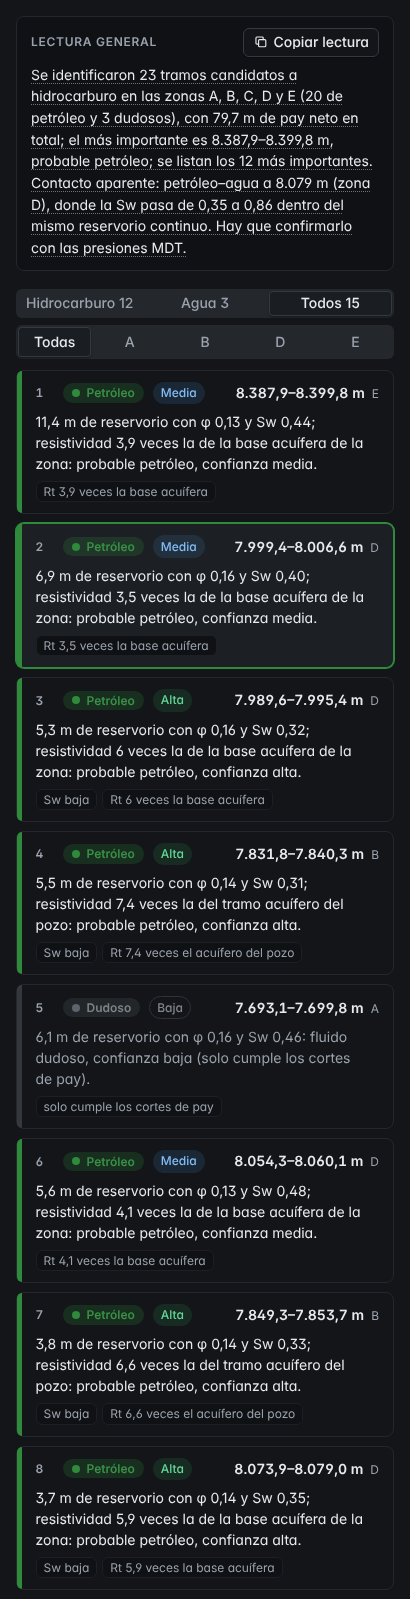 LECTURA GENERAL
Copiar lectura
Se identificaron 23 tramos candidatos a
hidrocarburo en las zonas A, B, C, D y E (20 de
petróleo y 3 dudosos), con 79,7 m de pay neto en
total; el más importante es 8.387,9–8.399,8 m,
probable petróleo; se listan los 12 más importantes.
Contacto aparente: petróleo–agua a 8.079 m (zona
D), donde la Sw pasa de 0,35 a 0,86 dentro del
mismo reservorio continuo. Hay que confirmarlo
con las presiones MDT.
Hidrocarburo 12 Agua 3 Todos 15
Todas A B D E
1 Petróleo Media 8.387,9–8.399,8 m E
11,4 m de reservorio con φ 0,13 y Sw 0,44;
resistividad 3,9 veces la de la base acuífera de la
zona: probable petróleo, confianza media.
Rt 3,9 veces la base acuífera
2 Petróleo Media 7.999,4–8.006,6 m D
6,9 m de reservorio con φ 0,16 y Sw 0,40;
resistividad 3,5 veces la de la base acuífera de la
zona: probable petróleo, confianza media.
Rt 3,5 veces la base acuífera
3 Petróleo Alta 7.989,6–7.995,4 m D
5,3 m de reservorio con φ 0,16 y Sw 0,32;
resistividad 6 veces la de la base acuífera de la
zona: probable petróleo, confianza alta.
Sw baja Rt 6 veces la base acuífera
4 Petróleo Alta 7.831,8–7.840,3 m B
5,5 m de reservorio con φ 0,14 y Sw 0,31;
resistividad 7,4 veces la del tramo acuífero del
pozo: probable petróleo, confianza alta.
Sw baja Rt 7,4 veces el acuífero del pozo
5 Dudoso Baja 7.693,1–7.699,8 m A
6,1 m de reservorio con φ 0,16 y Sw 0,46: fluido
dudoso, confianza baja (solo cumple los cortes
de pay).
solo cumple los cortes de pay
6 Petróleo Media 8.054,3–8.060,1 m D
5,6 m de reservorio con φ 0,13 y Sw 0,48;
resistividad 4,1 veces la de la base acuífera de la
zona: probable petróleo, confianza media.
Rt 4,1 veces la base acuífera
7 Petróleo Alta 7.849,3–7.853,7 m B
3,8 m de reservorio con φ 0,14 y Sw 0,33;
resistividad 6,6 veces la del tramo acuífero del
pozo: probable petróleo, confianza alta.
Sw baja Rt 6,6 veces el acuífero del pozo
8 Petróleo Alta 8.073,9–8.079,0 m D
3,7 m de reservorio con φ 0,14 y Sw 0,35;
resistividad 5,9 veces la de la base acuífera de la
zona: probable petróleo, confianza alta.
Sw baja Rt 5,9 veces la base acuífera